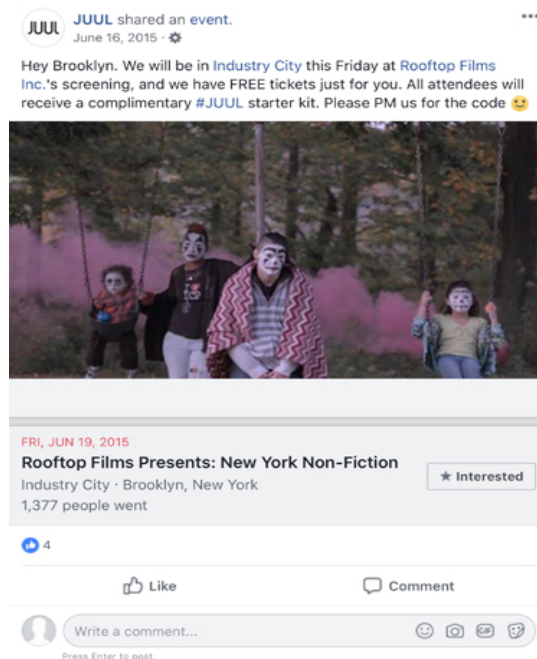 JUUL
JUUL shared an event.
June 16, 2015 ·
Hey Brooklyn. We will be in Industry City this Friday at Rooftop Films
Inc.'s screening, and we have FREE tickets just for you. All attendees will
receive a complimentary #JUUL starter kit. Please PM us for the code
FRI, JUN 19, 2015
Rooftop Films Presents: New York Non-Fiction
Industry City · Brooklyn, New York
1,377 people went
★ Interested
4
Like
Comment
Write a comment...
GIF
Press Enter to post.